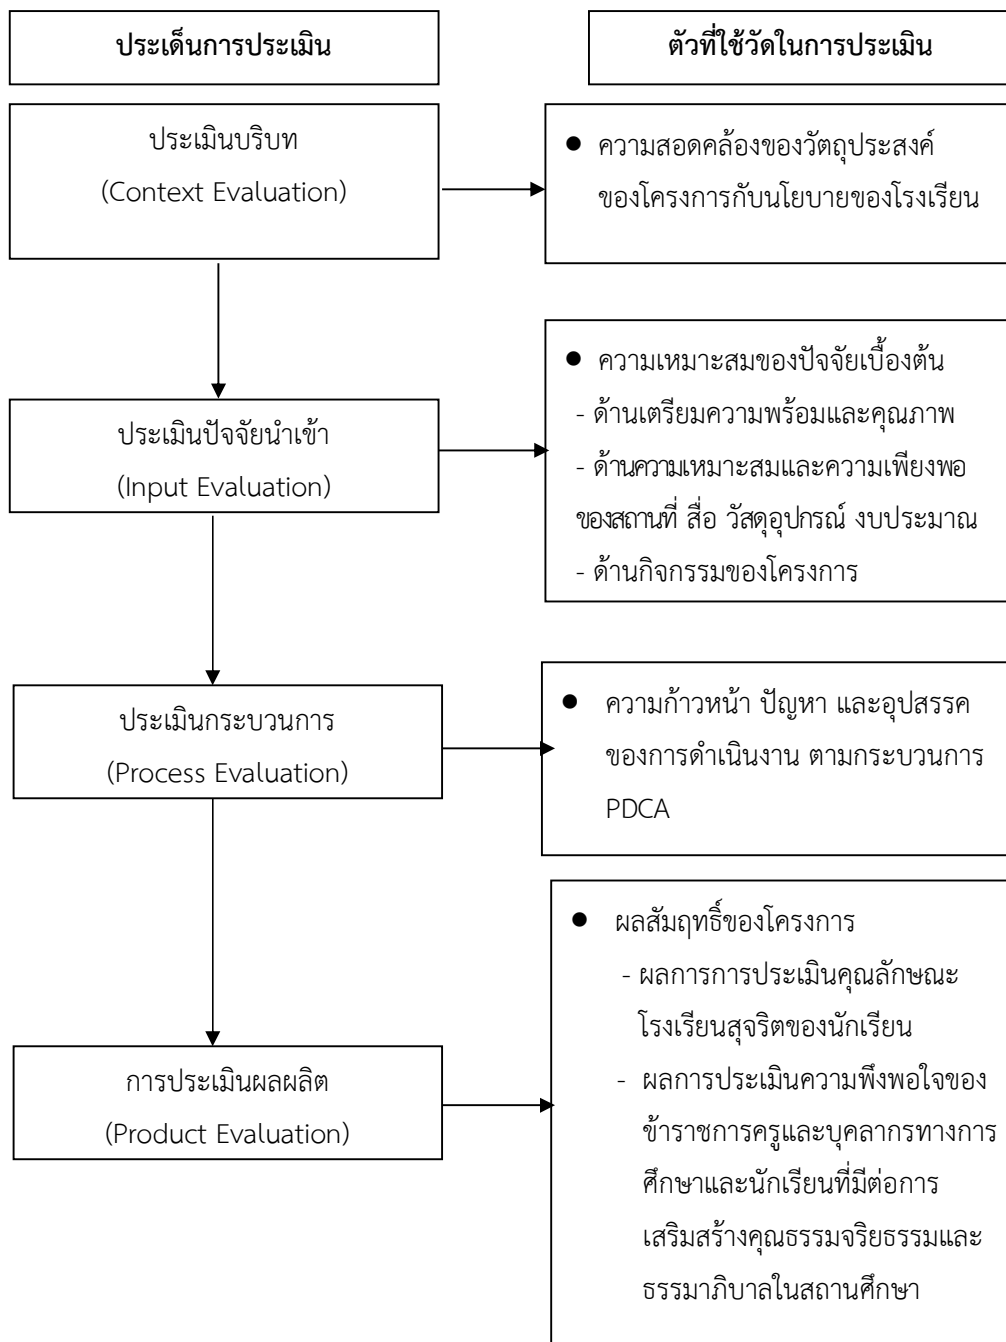 ประเด็นการประเมิน
ตัวที่ใช้วัดในการประเมิน
ประเมินบริบท
(Context Evaluation)
● ความสอดคล้องของวัตถุประสงค์
ของโครงการกับนโยบายของโรงเรียน
ประเมินปัจจัยนำเข้า
(Input Evaluation)
● ความเหมาะสมของปัจจัยเบื้องต้น
- ด้านเตรียมความพร้อมและคุณภาพ
- ด้านความเหมาะสมและความเพียงพอ
ของสถานที่ สื่อ วัสดุอุปกรณ์ งบประมาณ
- ด้านกิจกรรมของโครงการ
ประเมินกระบวนการ
(Process Evaluation)
● ความก้าวหน้า ปัญหา และอุปสรรค
ของการดำเนินงาน ตามกระบวนการ
PDCA
การประเมินผลผลิต
(Product Evaluation)
● ผลสัมฤทธิ์ของโครงการ
- ผลการการประเมินคุณลักษณะ
โรงเรียนสุจริตของนักเรียน
- ผลการประเมินความพึงพอใจของ
ข้าราชการครูและบุคลากรทางการ
ศึกษาและนักเรียนที่มีต่อการ
เสริมสร้างคุณธรรมจริยธรรมและ
ธรรมาภิบาลในสถานศึกษา